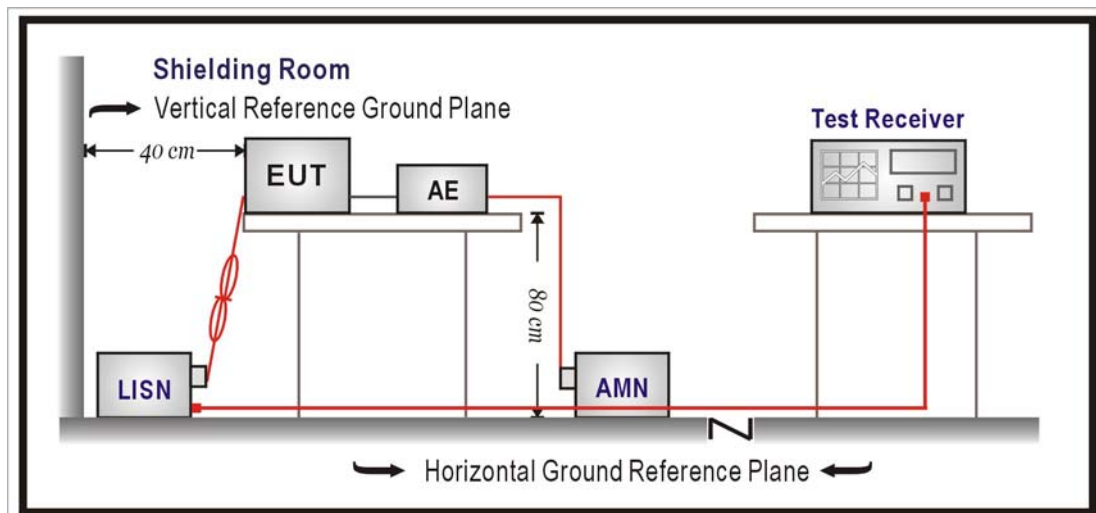 Shielding Room
Vertical Reference Ground Plane
Test Receiver
40 cm
EUT
AE
80 cm
LISN
AMN
Horizontal Ground Reference Plane